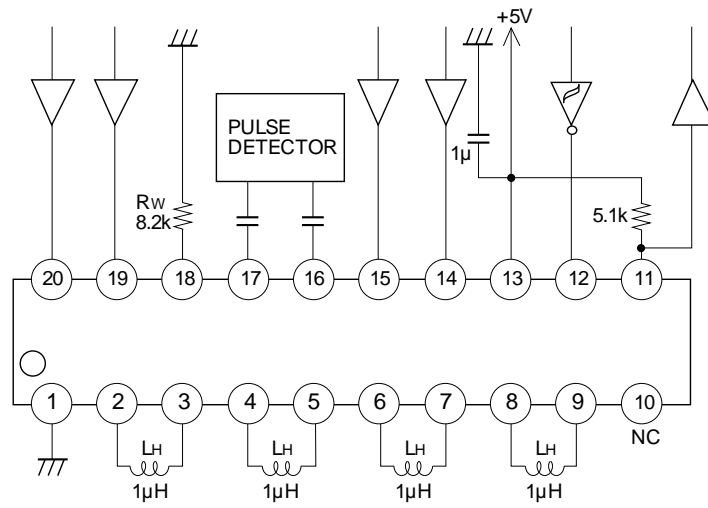 +5V
PULSE
DETECTOR
1μ
RW
8.2k
5.1k
20 19 18 17 16 15 14 13 12 11
1 2 3 4 5 6 7 8 9 10
NC
LH LH LH LH
1μH 1μH 1μH 1μH